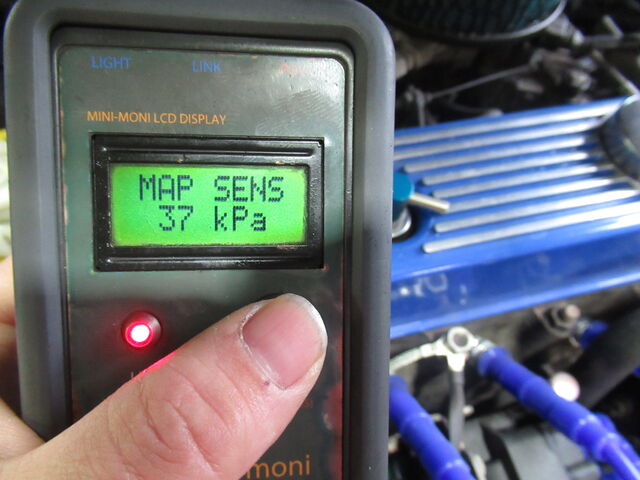 LIGHT LINK
MINI-MONI LCD DISPLAY
MAP SENS
37 kPa
moni